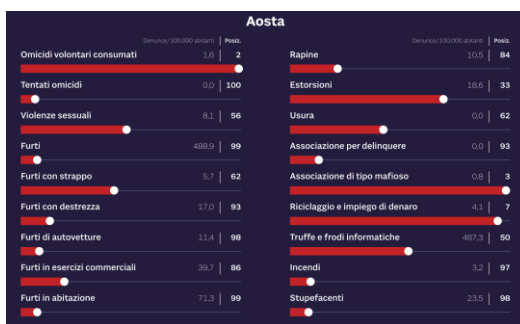 Aosta
Denunce/100.000 abitanti Posiz.
Omicidi volontari consumati 1,6 2
Tentati omicidi 0,0 100
Violenze sessuali 8,1 56
Furti 488,9 99
Furti con strappo 5,7 62
Furti con destrezza 17,0 93
Furti di autovetture 11,4 98
Furti in esercizi commerciali 39,7 86
Furti in abitazione 71,3 99
Denunce/100.000 abitanti Posiz.
Rapine 10,5 84
Estorsioni 18,6 33
Usura 0,0 62
Associazione per delinquere 0,0 93
Associazione di tipo mafioso 0,8 3
Riciclaggio e impiego di denaro 4,1 7
Truffe e frodi informatiche 487,3 50
Incendi 3,2 97
Stupefacenti 23,5 98